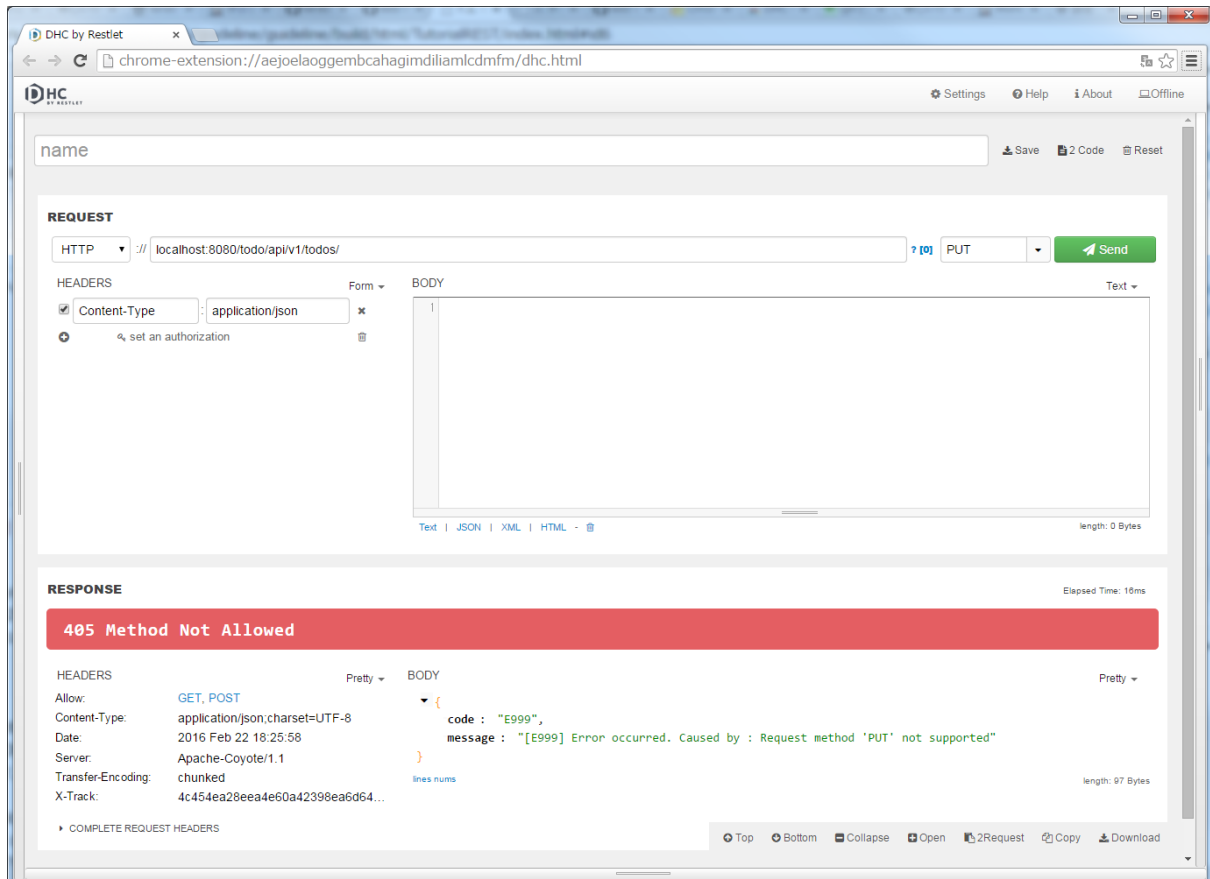 DHC by Restlet ×
chrome-extension://aejoelaoggembcahagimdiliamlcdmfm/dhc.html
DHC BY RESTLET Settings Help About Offline
name Save 2 Code Reset
REQUEST
HTTP :// localhost:8080/todo/api/v1/todos/ ? [0] PUT Send
HEADERS Form BODY Text
Content-Type : application/json 1
set an authorization
Text | JSON | XML | HTML - length: 0 Bytes
RESPONSE Elapsed Time: 16ms
405 Method Not Allowed
HEADERS Pretty BODY Pretty
Allow: GET, POST {
Content-Type: application/json;charset=UTF-8 code : "E999",
Date: 2016 Feb 22 18:25:58 message : "[E999] Error occurred. Caused by : Request method 'PUT' not supported"
Server: Apache-Coyote/1.1 }
Transfer-Encoding: chunked lines nums length: 97 Bytes
X-Track: 4c454ea28eea4e60a42398ea6d64...
COMPLETE REQUEST HEADERS
Top Bottom Collapse Open 2Request Copy Download